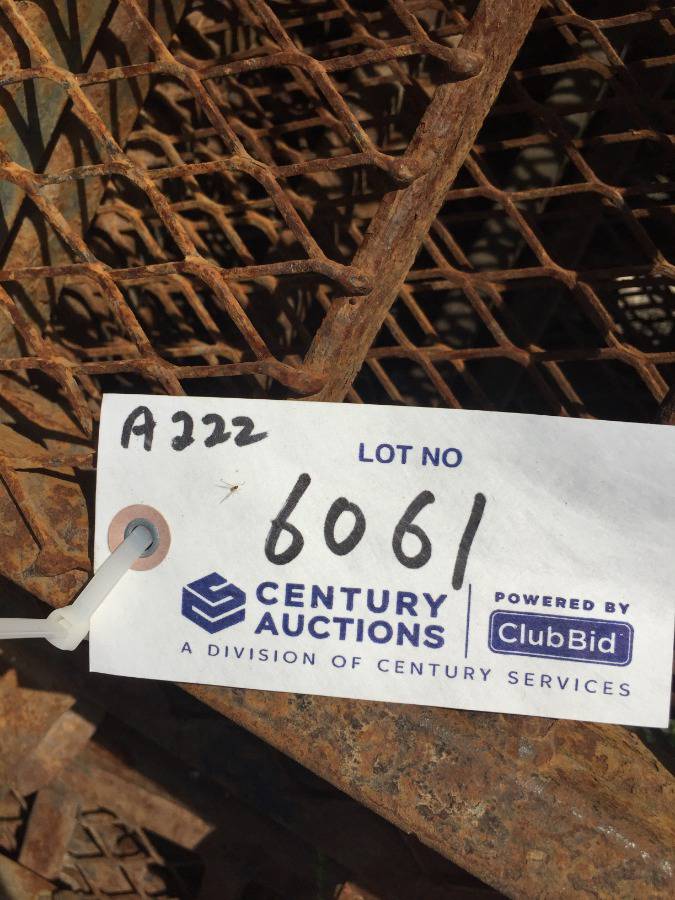 A222
LOT NO
6061
CENTURY
AUCTIONS
A DIVISION OF CENTURY SERVICES
POWERED BY
ClubBid